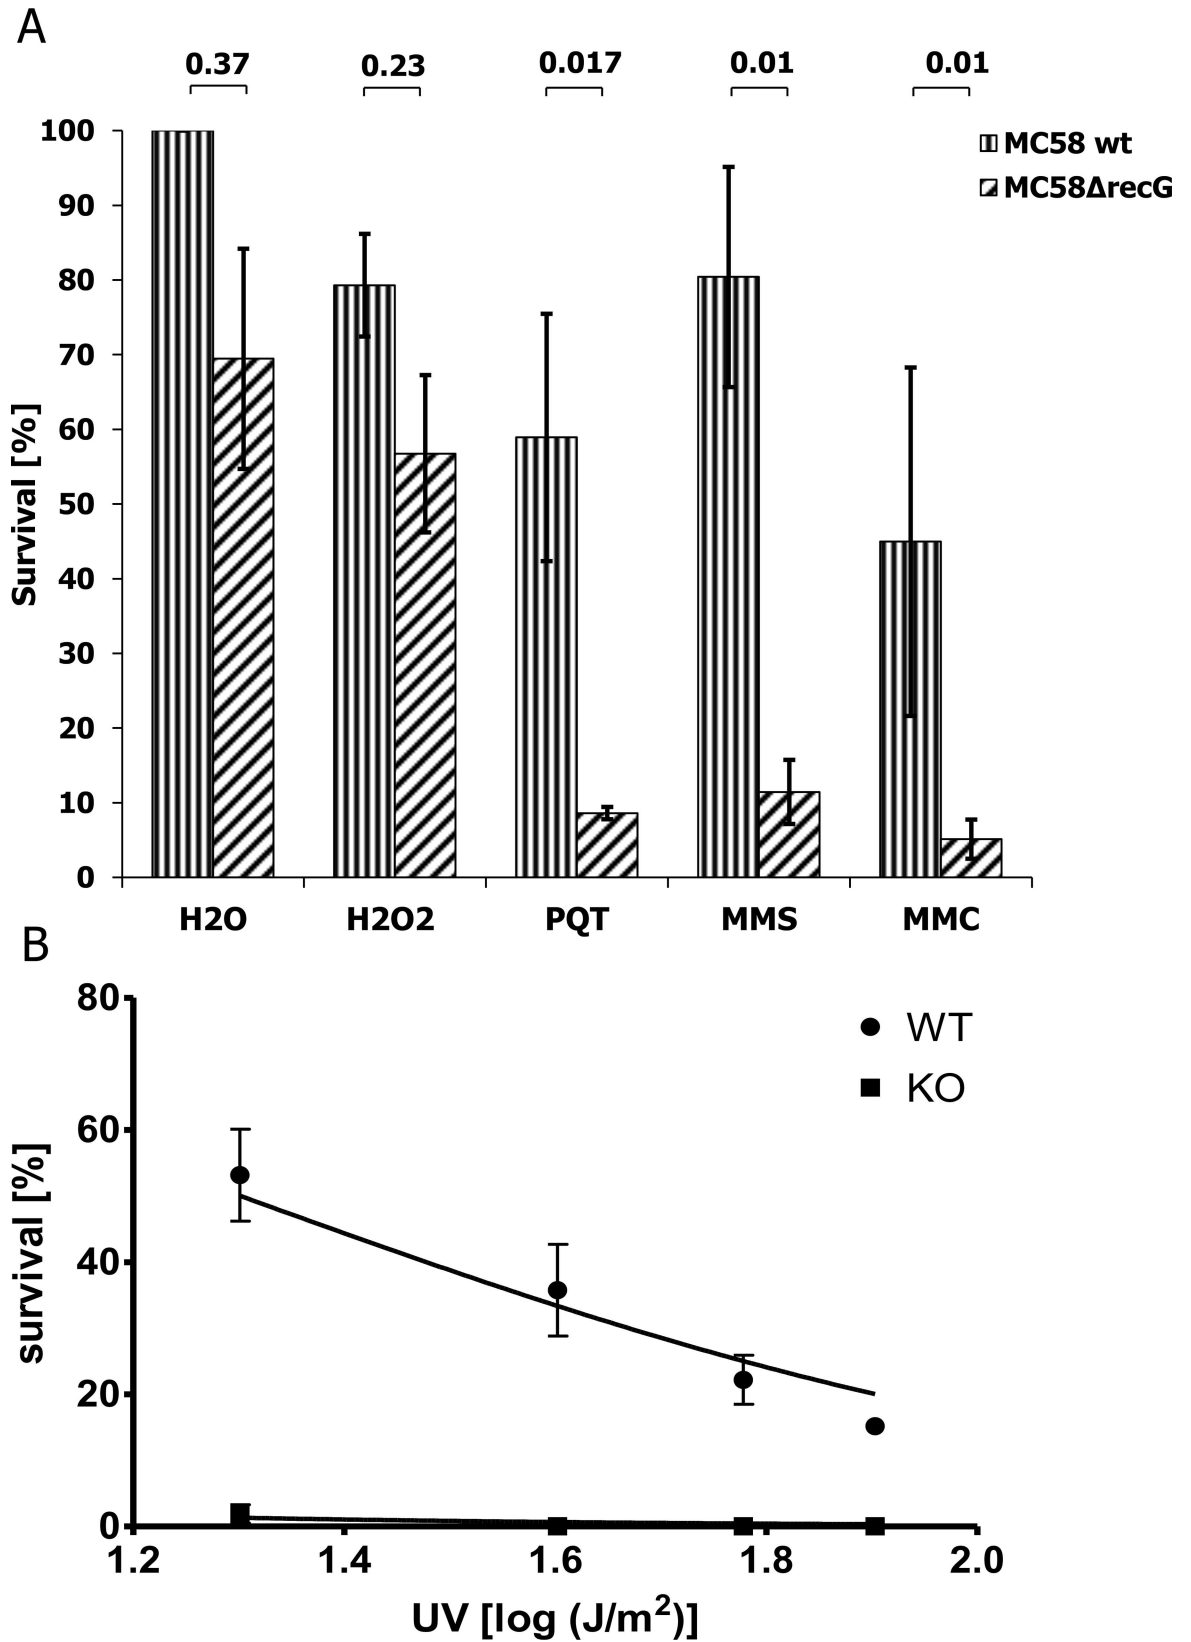 A
0.37 0.23 0.017 0.01 0.01
100
90
80
70
60
50
40
30
20
10
0
Survival [%]
MC58 wt
MC58ΔrecG
H2O H2O2 PQT MMS MMC
B
80
60
40
20
0
survival [%]
WT
KO
1.2 1.4 1.6 1.8 2.0
UV [log (J/m²)]